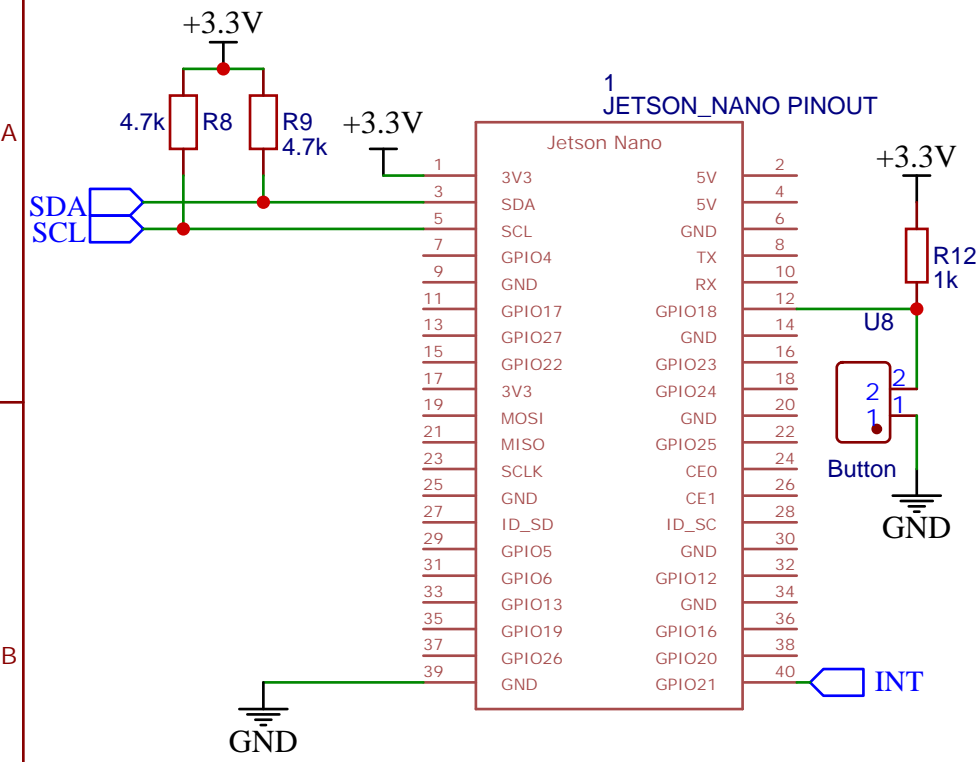 +3.3V
1
JETSON_NANO PINOUT
A
4.7k
R8
R9
4.7k
+3.3V
Jetson Nano
+3.3V
1 3V3 5V 2
3 SDA 5V 4
SDA
5 SCL GND 6
SCL
7 GPIO4 TX 8
9 GND RX 10
R12
1k
11 GPIO17 GPIO18 12
U8
13 GPIO27 GND 14
15 GPIO22 GPIO23 16
17 3V3 GPIO24 18
2 2
19 MOSI GND 20
1 1
21 MISO GPIO25 22
23 SCLK CE0 24
Button
25 GND CE1 26
27 ID_SD ID_SC 28
GND
29 GPIO5 GND 30
31 GPIO6 GPIO12 32
33 GPIO13 GND 34
35 GPIO19 GPIO16 36
B
37 GPIO26 GPIO20 38
39 GND GPIO21 40
INT
GND